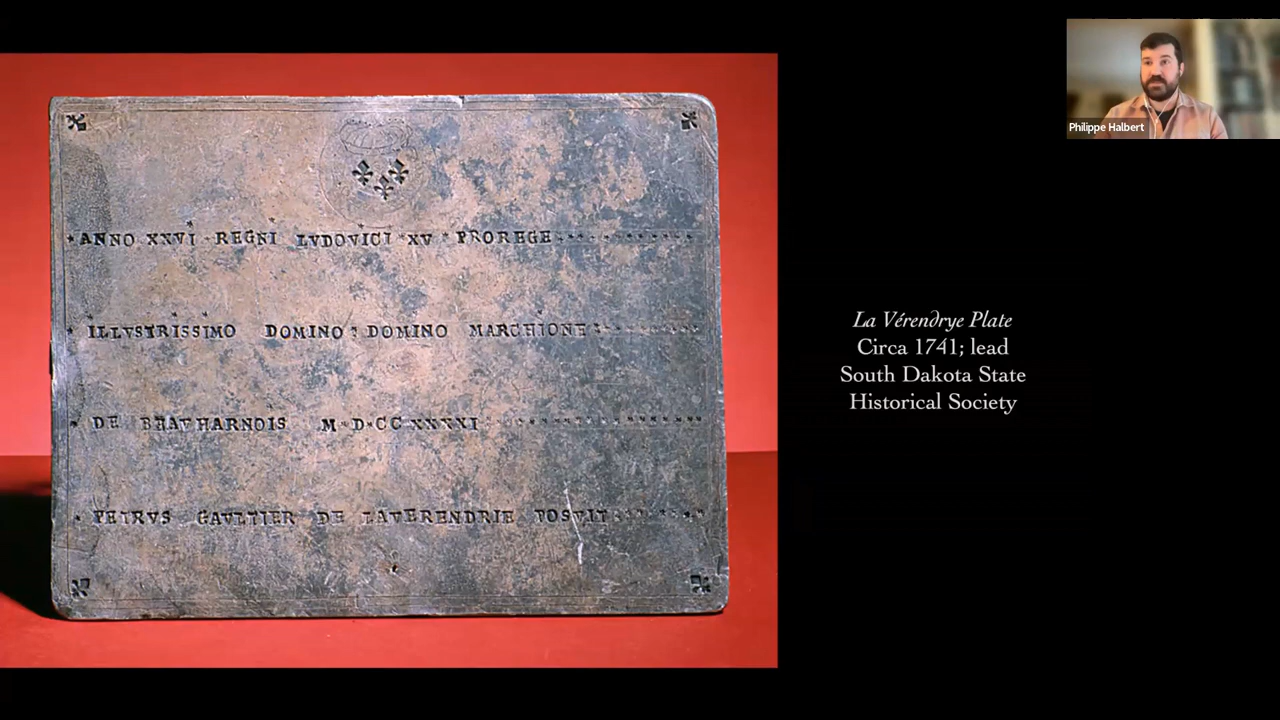 ANNO XXVI REGNI LVDOVICI XV PROREGE
ILLVSTRISSIMO DOMINO DOMINO MARCHIONE
DE BEAVHARNOIS M D CC XXXXI
PETRVS GAVLTIER DE LAVERENDRIE POSVIT
La Vérendrye Plate
Circa 1741; lead
South Dakota State
Historical Society
Philippe Halbert